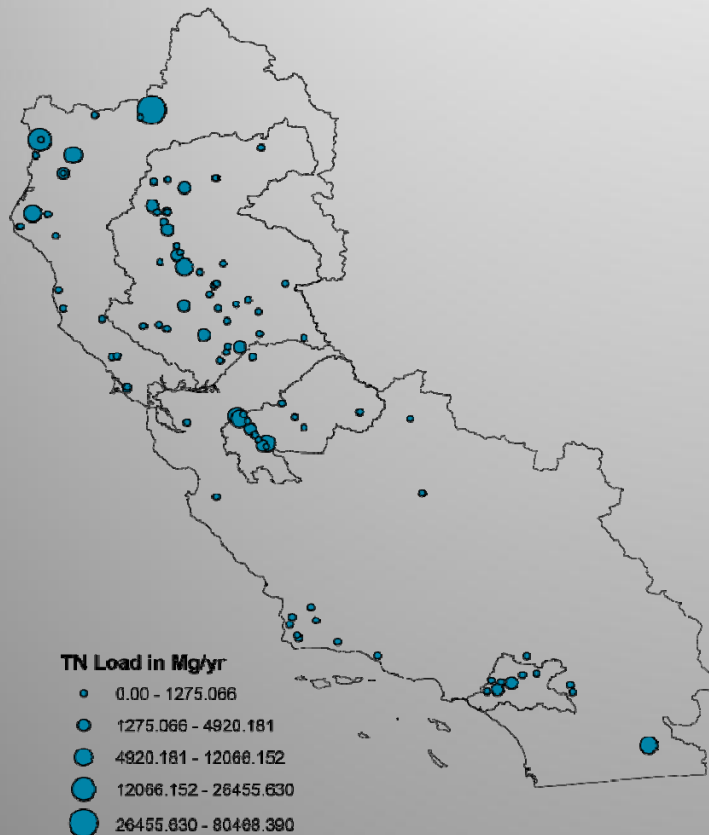 TN Load in Mg/yr
0.00 - 1275.066
1275.066 - 4920.181
4920.181 - 12066.152
12066.152 - 26455.630
26455.630 - 80468.390